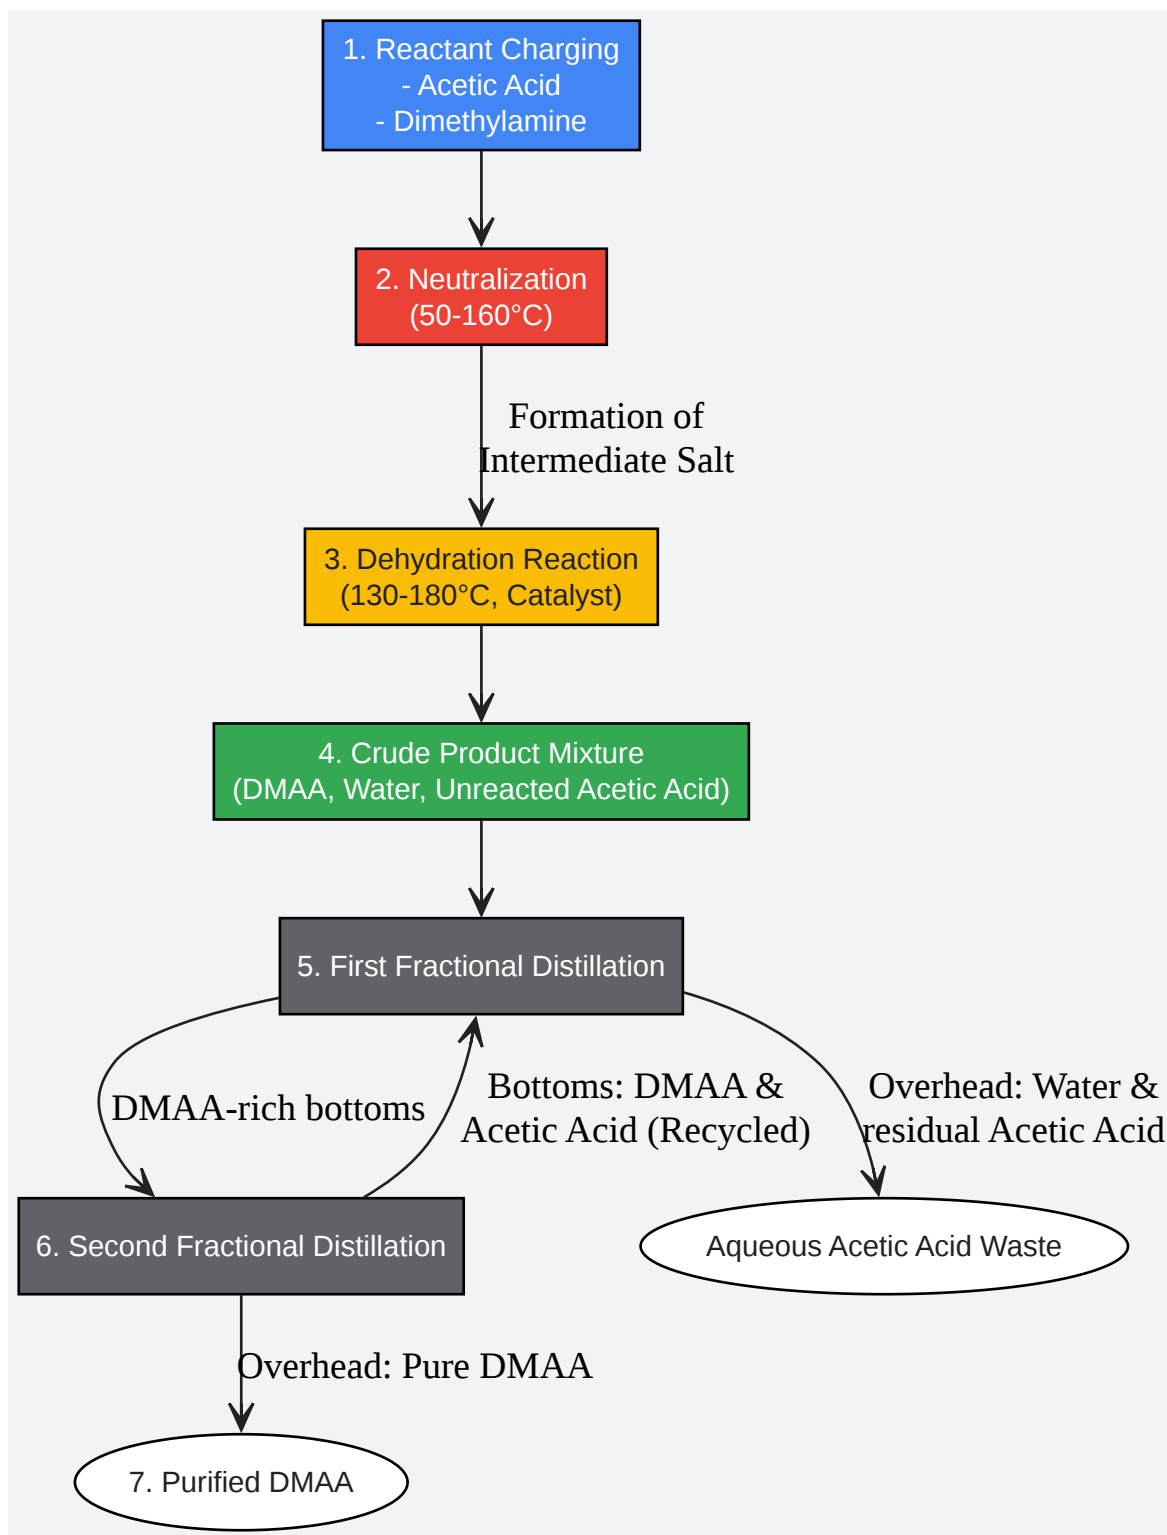 1. Reactant Charging
- Acetic Acid
- Dimethylamine
2. Neutralization
(50-160°C)
Formation of
Intermediate Salt
3. Dehydration Reaction
(130-180°C, Catalyst)
4. Crude Product Mixture
(DMAA, Water, Unreacted Acetic Acid)
5. First Fractional Distillation
DMAA-rich bottoms
Bottoms: DMAA &
Acetic Acid (Recycled)
Overhead: Water &
residual Acetic Acid
6. Second Fractional Distillation
Aqueous Acetic Acid Waste
Overhead: Pure DMAA
7. Purified DMAA